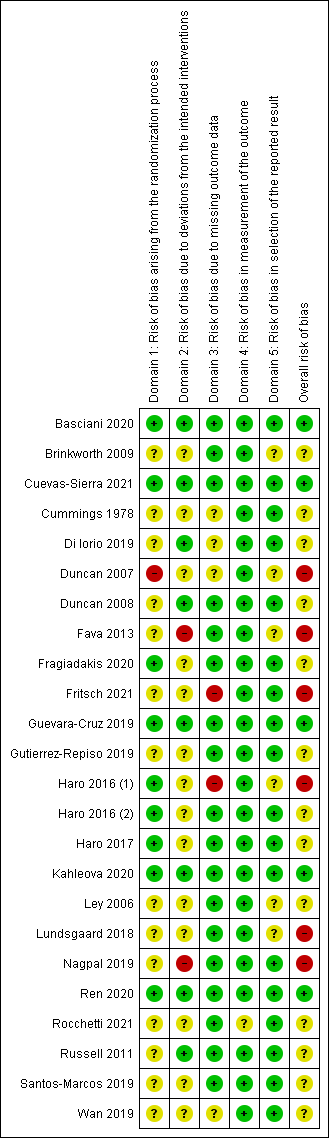 Domain 1: Risk of bias arising from the randomization process
Domain 2: Risk of bias due to deviations from the intended interventions
Domain 3: Risk of bias due to missing outcome data
Domain 4: Risk of bias in measurement of the outcome
Domain 5: Risk of bias in selection of the reported result
Overall risk of bias
Basciani 2020 + + + + + +
Brinkworth 2009 ? ? + + ? ?
Cuevas-Sierra 2021 + + + + + +
Cummings 1978 ? ? ? + + ?
Di Iorio 2019 ? + ? + + ?
Duncan 2007 - ? ? + ? -
Duncan 2008 ? + + + + ?
Fava 2013 ? - + + ? -
Fragiadakis 2020 + ? + + + ?
Fritsch 2021 ? ? - + + -
Guevara-Cruz 2019 + + + + + +
Gutierrez-Repiso 2019 ? ? + + + ?
Haro 2016 (1) + ? - + ? -
Haro 2016 (2) + ? + + + ?
Haro 2017 + ? + + + ?
Kahleova 2020 + + + + + +
Ley 2006 ? ? + + ? ?
Lundsgaard 2018 ? ? + + ? -
Nagpal 2019 ? - + + + -
Ren 2020 + + + + + +
Rocchetti 2021 ? ? + ? + ?
Russell 2011 ? + + + + ?
Santos-Marcos 2019 ? ? + + + ?
Wan 2019 ? ? ? + + ?